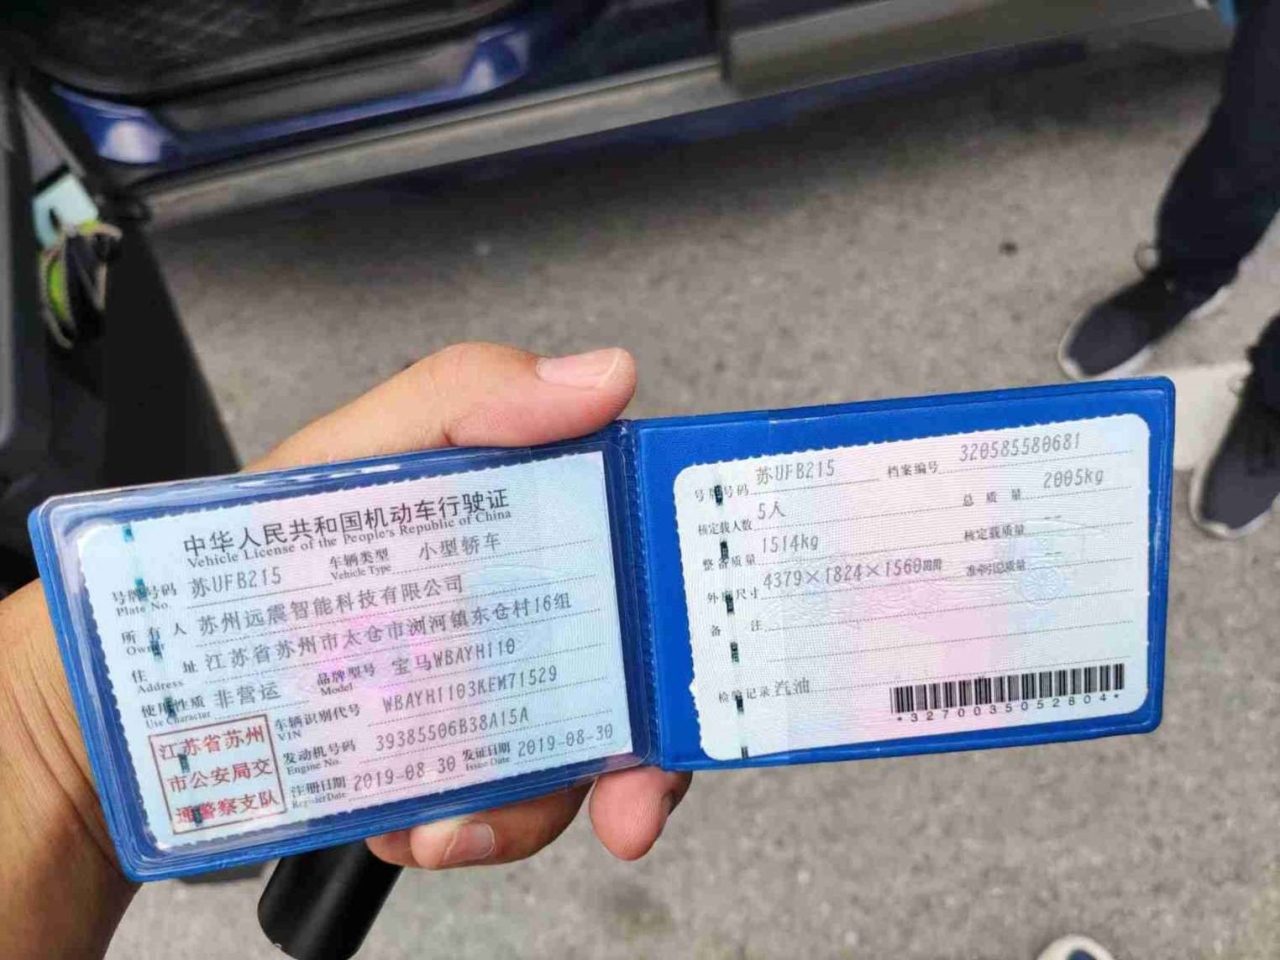 中华人民共和国机动车行驶证
Vehicle License of the People's Republic of China
号牌号码 苏UFB215 车辆类型 小型轿车
Plate No. Vehicle Type
所有人 苏州远震智能科技有限公司
Owner
住址 江苏省苏州市太仓市浏河镇东仓村16组
Address
使用性质 非营运 品牌型号 宝马WBAYH110
Use Character Model
车辆识别代号 WBAYH1103KEM71529
VIN
发动机号码 39385506B38A15A
Engine No.
注册日期 2019-08-30 发证日期 2019-08-30
Register Date Issue Date
江苏省苏州
市公安局交
通警察支队
号牌号码 苏UFB215 档案编号 320585580681
核定载人数 5人 总质量 2005kg
整备质量 1514kg 核定载质量 --
外廓尺寸 4379×1824×1560 准牵引总质量 --
备注
检验记录 汽油
*3270035052804*